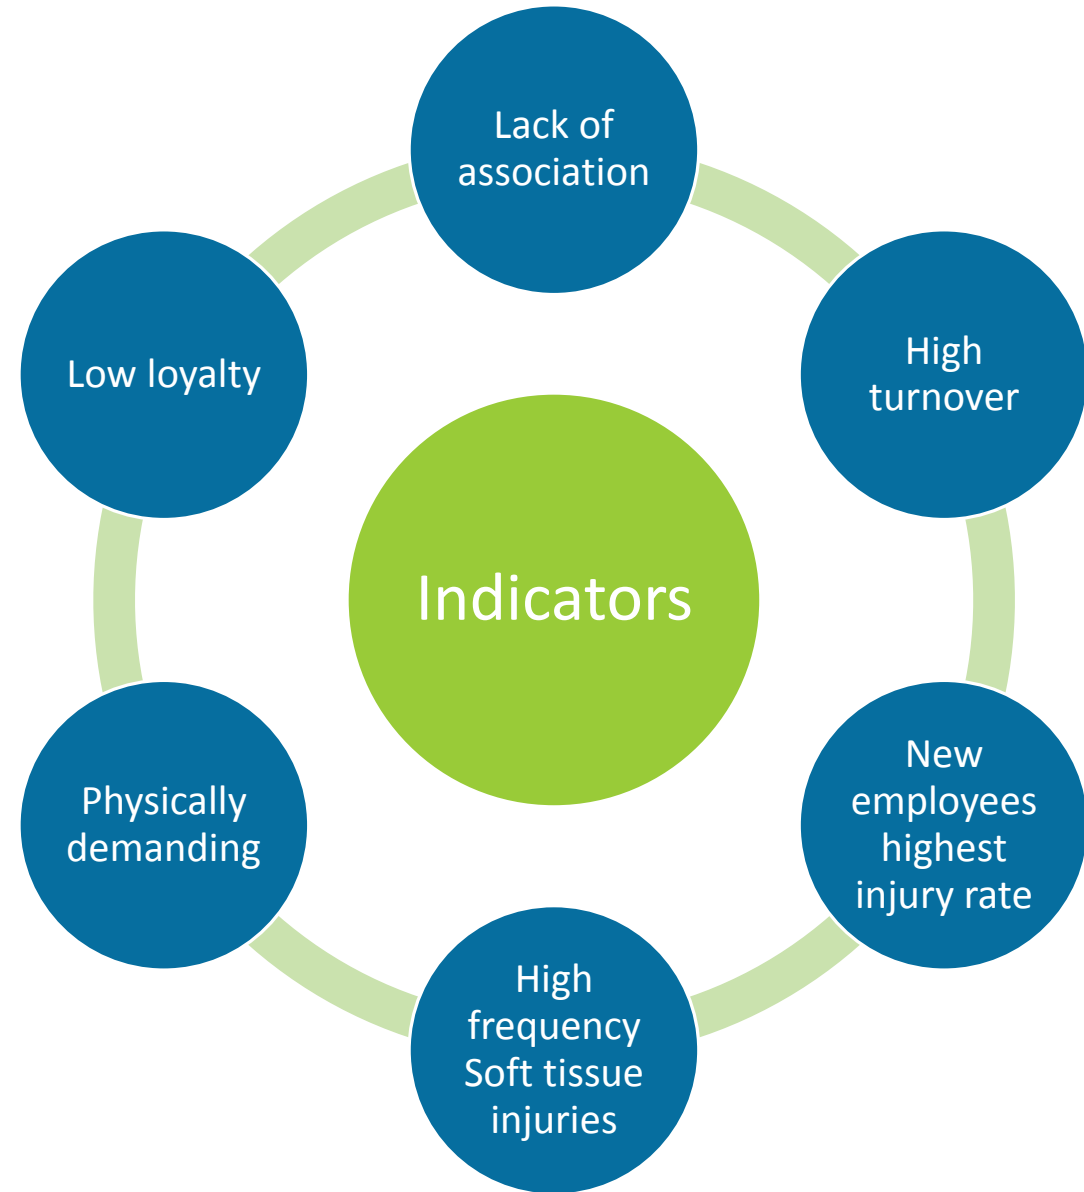 Lack of
association
High
turnover
New
employees
highest
injury rate
High
frequency
Soft tissue
injuries
Physically
demanding
Low loyalty
Indicators